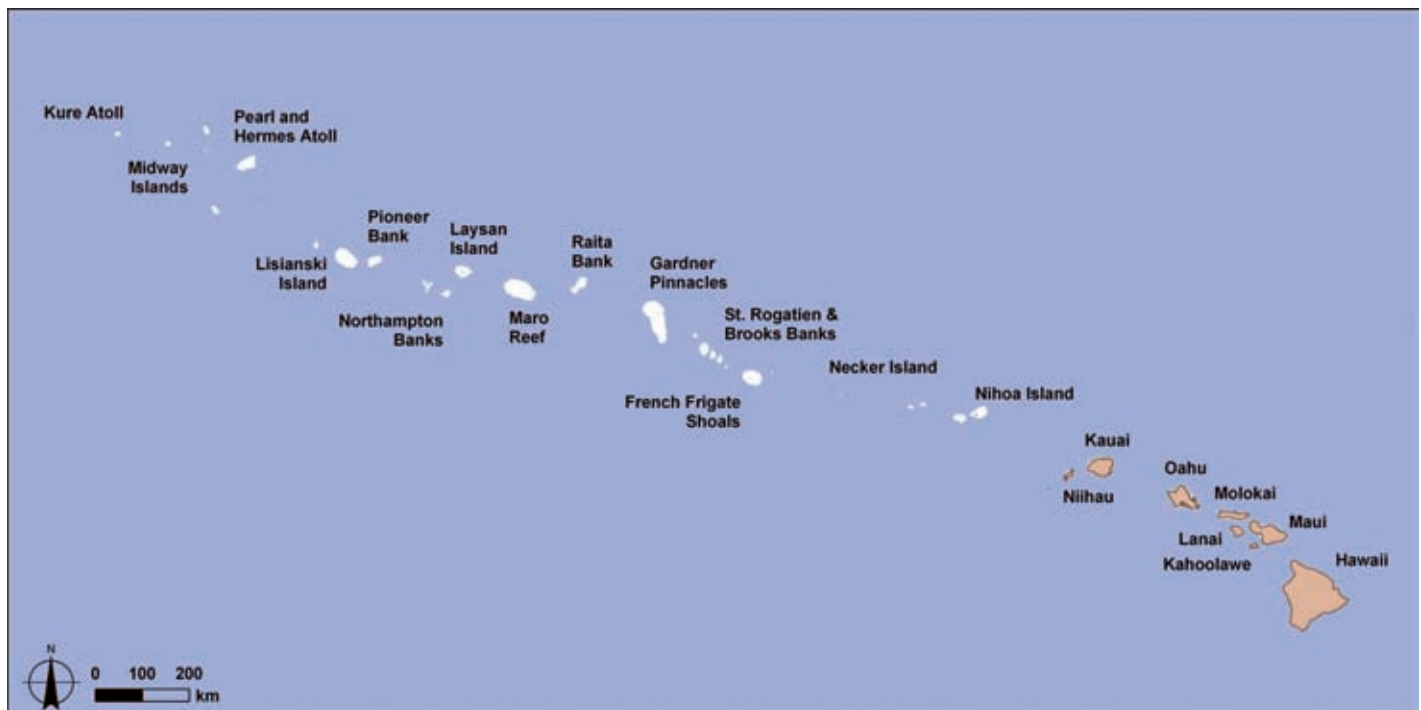 Kure Atoll
Pearl and
Hermes Atoll
Midway
Islands
Pioneer
Bank
Laysan
Island
Raita
Bank
Lisianski
Island
Gardner
Pinnacles
Northampton
Banks
Maro
Reef
St. Rogatien &
Brooks Banks
Necker Island
French Frigate
Shoals
Nihoa Island
Kauai
Niihau
Oahu
Molokai
Maui
Lanai
Kahoolawe
Hawaii
N
0 100 200
km